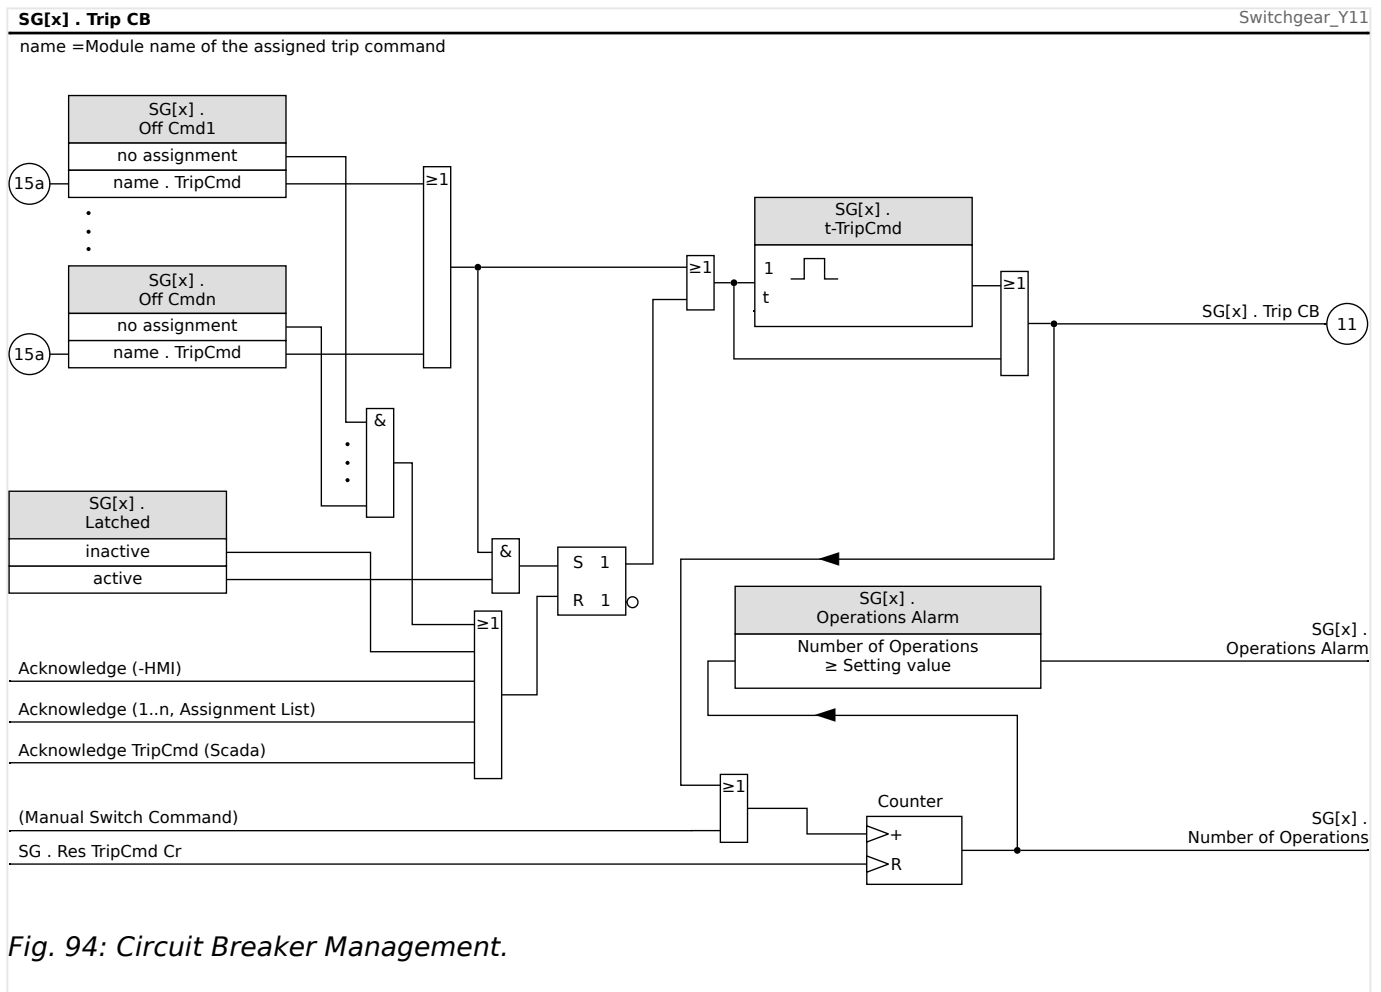 SG[x] . Trip CB
Switchgear_Y11
name =Module name of the assigned trip command
SG[x] .
Off Cmd1
no assignment
15a
name . TripCmd
≥1
SG[x] .
t-TripCmd
1
t
≥1
≥1
SG[x] .
Off Cmdn
no assignment
15a
name . TripCmd
SG[x] . Trip CB
11
&
SG[x] .
Latched
inactive
active
&
S 1
R 1
≥1
SG[x] .
Operations Alarm
Number of Operations
≥ Setting value
SG[x] .
Operations Alarm
Acknowledge (-HMI)
Acknowledge (1..n, Assignment List)
Acknowledge TripCmd (Scada)
≥1
(Manual Switch Command)
SG . Res TripCmd Cr
Counter
+
R
SG[x] .
Number of Operations
Fig. 94: Circuit Breaker Management.